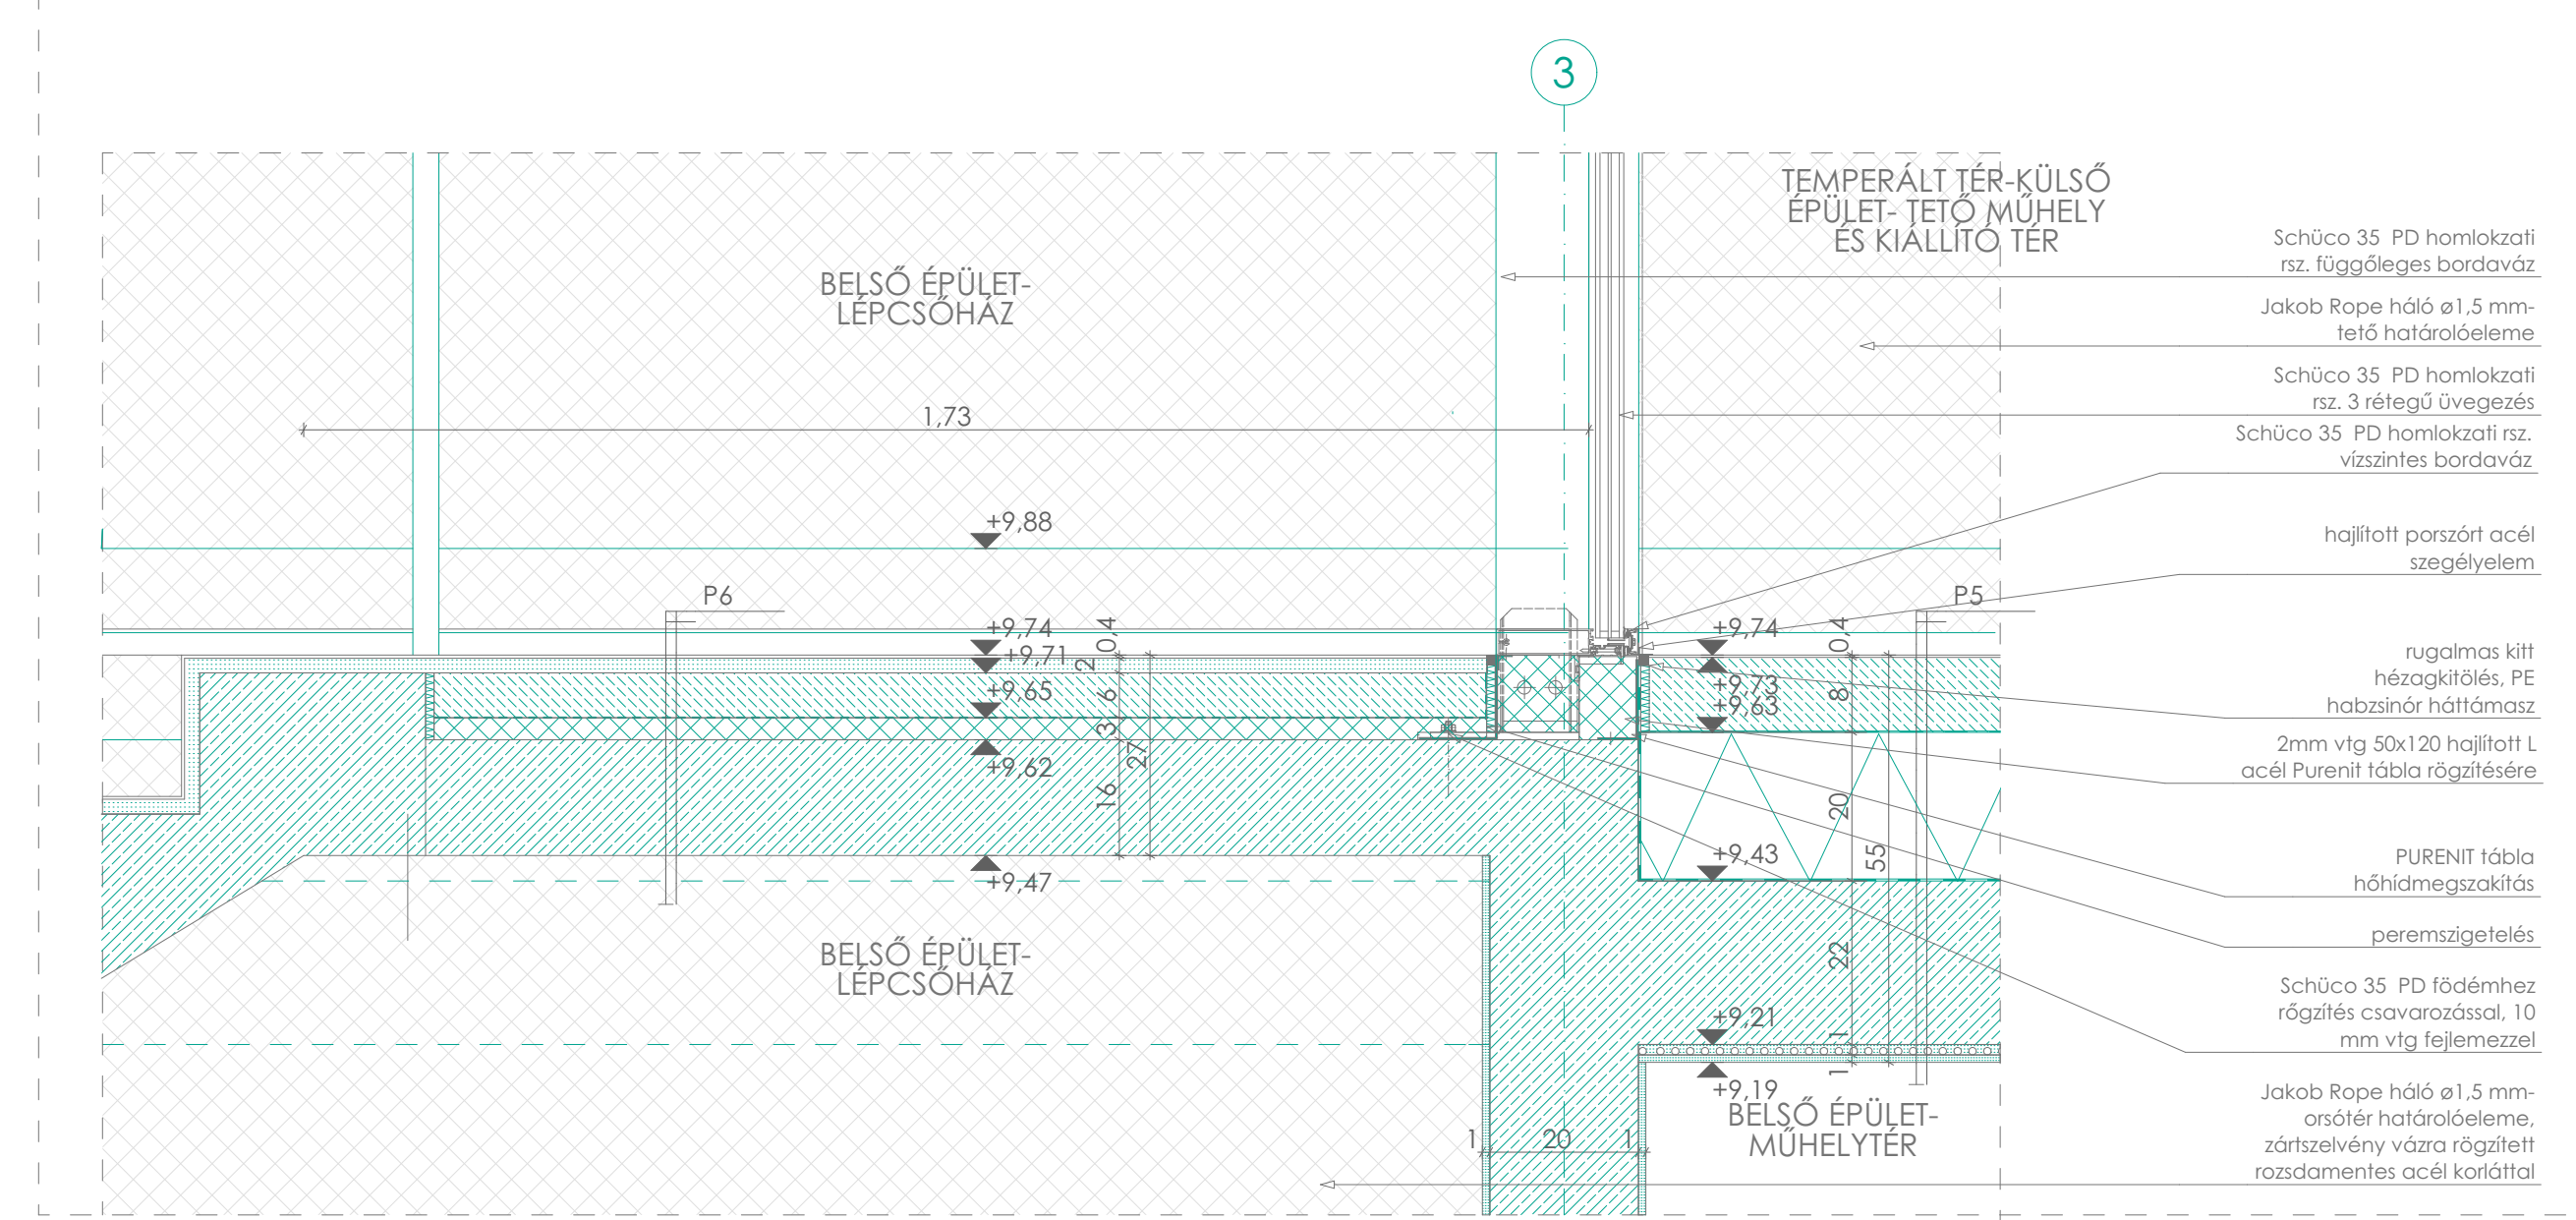 3
TEMPERÁLT TÉR-KÜLSŐ
ÉPÜLET- TETŐ MŰHELY
ÉS KIÁLLÍTÓ TÉR
BELSŐ ÉPÜLET-
LÉPCSŐHÁZ
1,73
+9,88
P6
P5
+9,74
+9,71
+9,65
+9,62
+9,47
0,4
2
6
3
16
27
+9,74
+9,73
+9,63
+9,43
+9,21
+9,19
0,4
8
20
22
1
1
55
BELSŐ ÉPÜLET-
LÉPCSŐHÁZ
BELSŐ ÉPÜLET-
MŰHELYTÉR
1
20
1
Schüco 35 PD homlokzati
rsz. függőleges bordaváz
Jakob Rope háló ø1,5 mm-
tető határolóeleme
Schüco 35 PD homlokzati
rsz. 3 rétegű üvegezés
Schüco 35 PD homlokzati rsz.
vízszintes bordaváz
hajlított porszórt acél
szegélyelem
rugalmas kitt
hézagkitölés, PE
habzsinór háttámasz
2mm vtg 50x120 hajlított L
acél Purenit tábla rögzítésére
PURENIT tábla
hőhídmegszakítás
peremszigetelés
Schüco 35 PD födémhez
rőgzítés csavarozással, 10
mm vtg fejlemezzel
Jakob Rope háló ø1,5 mm-
orsótér határolóeleme,
zártszelvény vázra rögzített
rozsdamentes acél korláttal